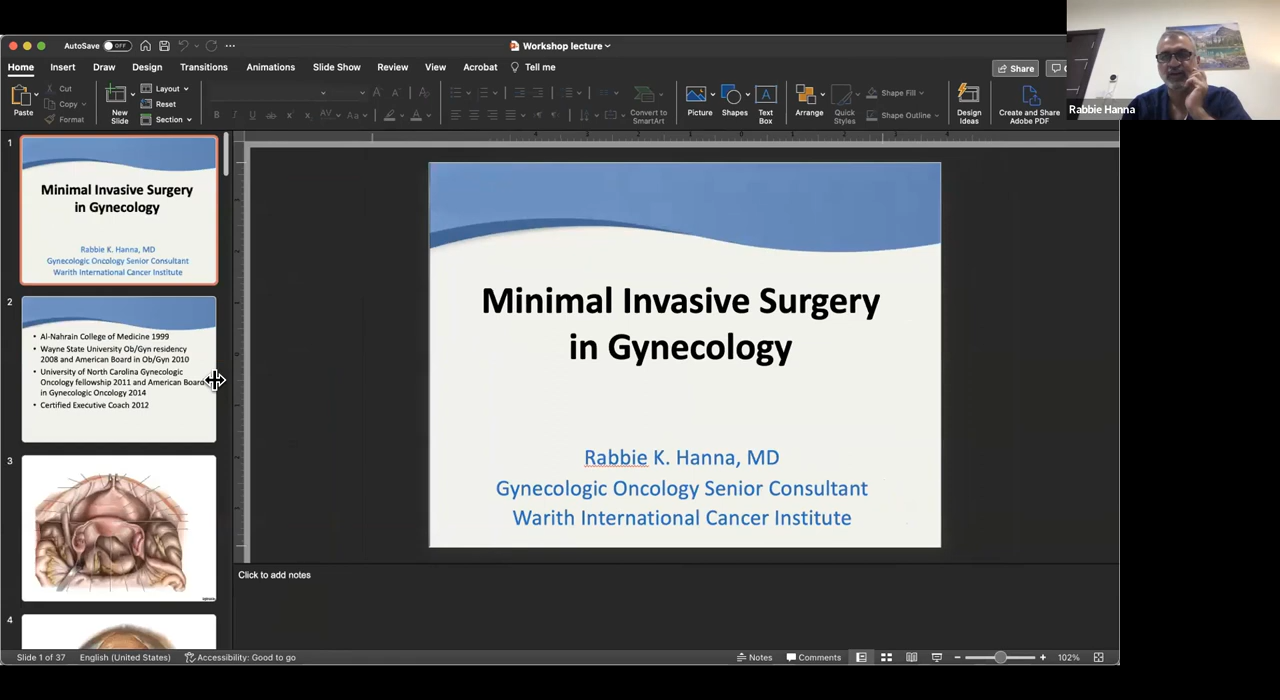 AutoSave OFF
Workshop lecture
Home Insert Draw Design Transitions Animations Slide Show Review View Acrobat Tell me
Share
Rabbie Hanna
Paste
Cut
Copy
Format
New Slide
Layout
Reset
Section
Convert to SmartArt
Picture
Shapes
Text Box
Arrange
Quick Styles
Shape Fill
Shape Outline
Design Ideas
Create and Share Adobe PDF
1
Minimal Invasive Surgery
in Gynecology
Rabbie K. Hanna, MD
Gynecologic Oncology Senior Consultant
Warith International Cancer Institute
2
• Al-Nahrain College of Medicine 1999
• Wayne State University Ob/Gyn residency
2008 and American Board in Ob/Gyn 2010
• University of North Carolina Gynecologic
Oncology fellowship 2011 and American Board
in Gynecologic Oncology 2014
• Certified Executive Coach 2012
3
4
Minimal Invasive Surgery
in Gynecology
Rabbie K. Hanna, MD
Gynecologic Oncology Senior Consultant
Warith International Cancer Institute
Click to add notes
Slide 1 of 37 English (United States) Accessibility: Good to go Notes Comments 102%